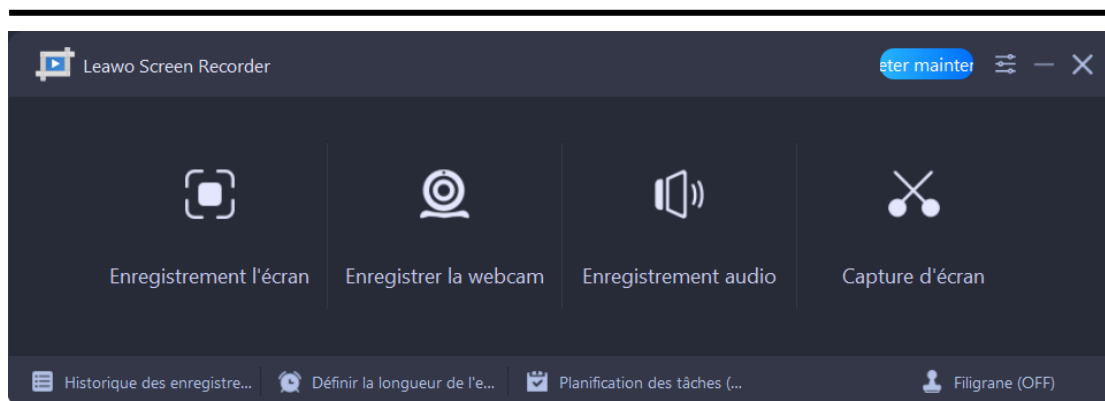 Leawo Screen Recorder
eter mainter
Enregistrement l'écran
Enregistrer la webcam
Enregistrement audio
Capture d'écran
Historique des enregistre...
Définir la longueur de l'e...
Planification des tâches (...
Filigrane (OFF)